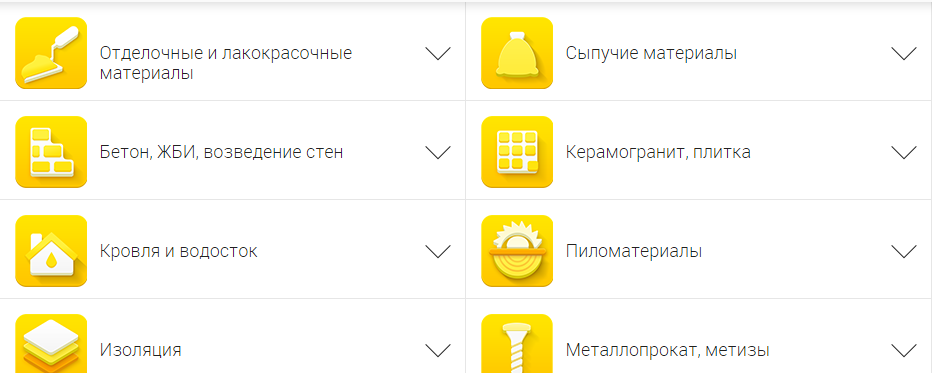 Отделочные и лакокрасочные
материалы
Сыпучие материалы
Бетон, ЖБИ, возведение стен
Керамогранит, плитка
Кровля и водосток
Пиломатериалы
Изоляция
Металлопрокат, метизы